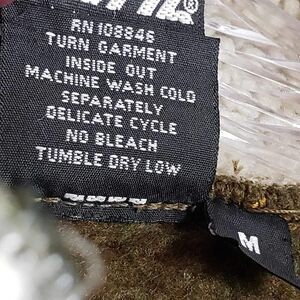 RN 108846
TURN GARMENT
INSIDE OUT
MACHINE WASH COLD
SEPARATELY
DELICATE CYCLE
NO BLEACH
TUMBLE DRY LOW
M